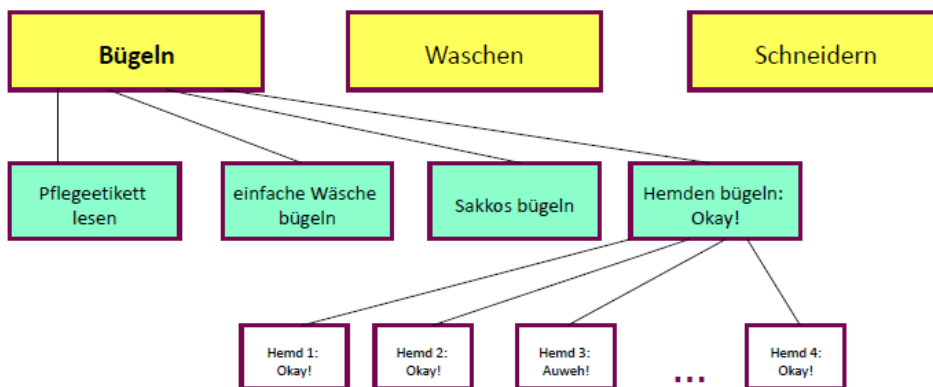 Bügeln
Waschen
Schneidern
Pflegeetikett
lesen
einfache Wäsche
bügeln
Sakkos bügeln
Hemden bügeln:
Okay!
Hemd 1:
Okay!
Hemd 2:
Okay!
Hemd 3:
Auweh!
...
Hemd 4:
Okay!